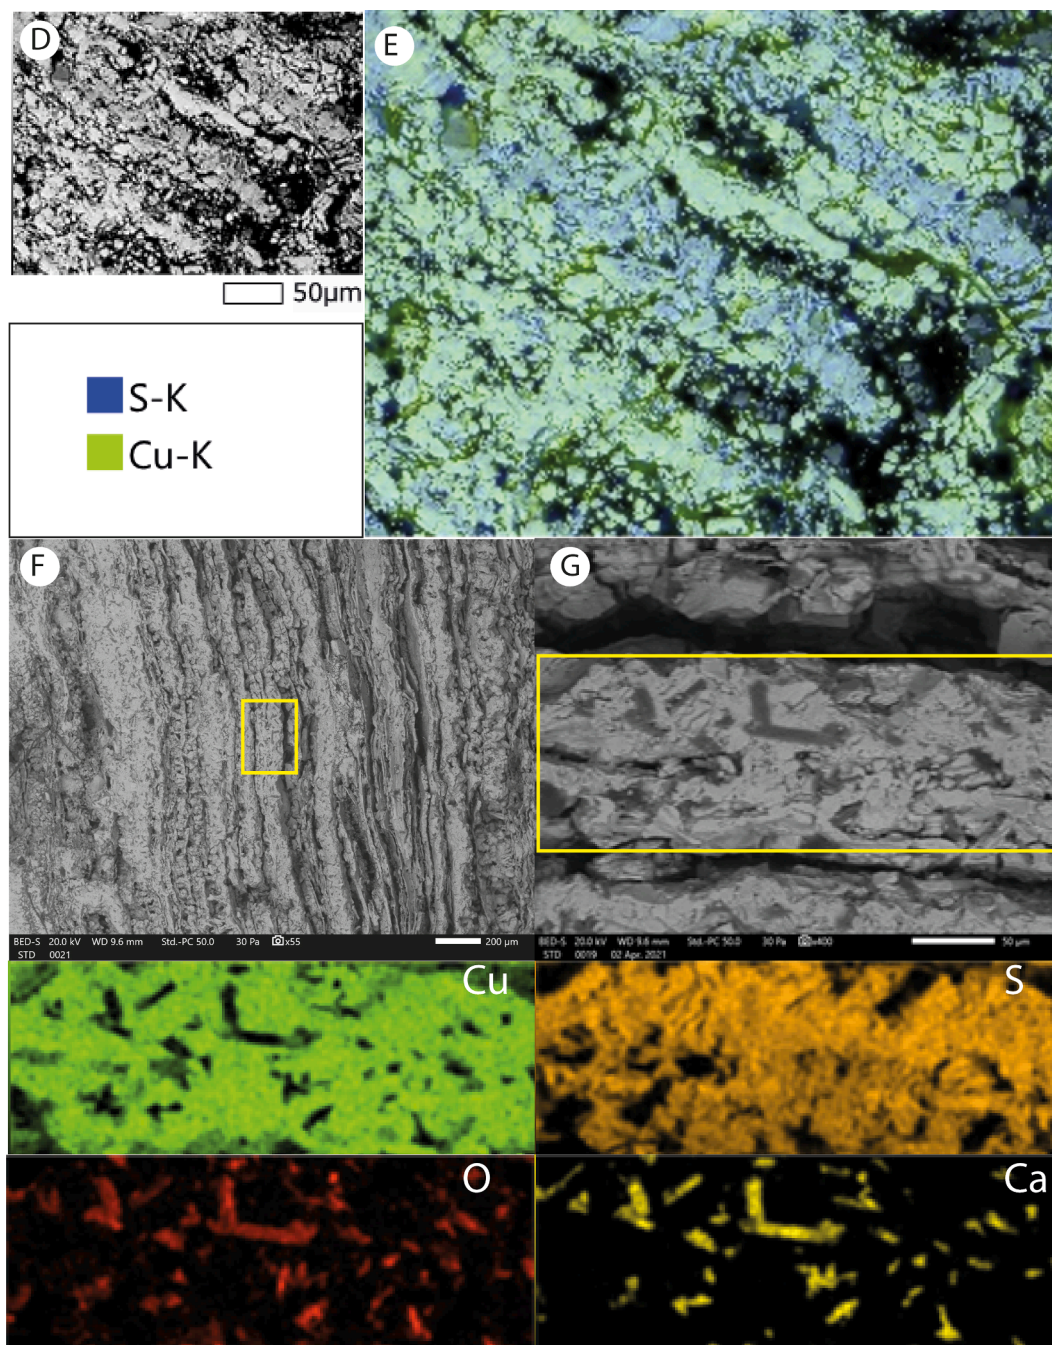 D
E
50µm
S-K
Cu-K
F
G
BED-S 20.0 kV WD 9.6 mm Std.-PC 50.0 30 Pa x55 200 µm
STD 0021
BED-S 20.0 kV WD 9.6 mm Std.-PC 50.0 30 Pa x400 50 µm
STD 0019 02 Apr. 2021
Cu
S
O
Ca